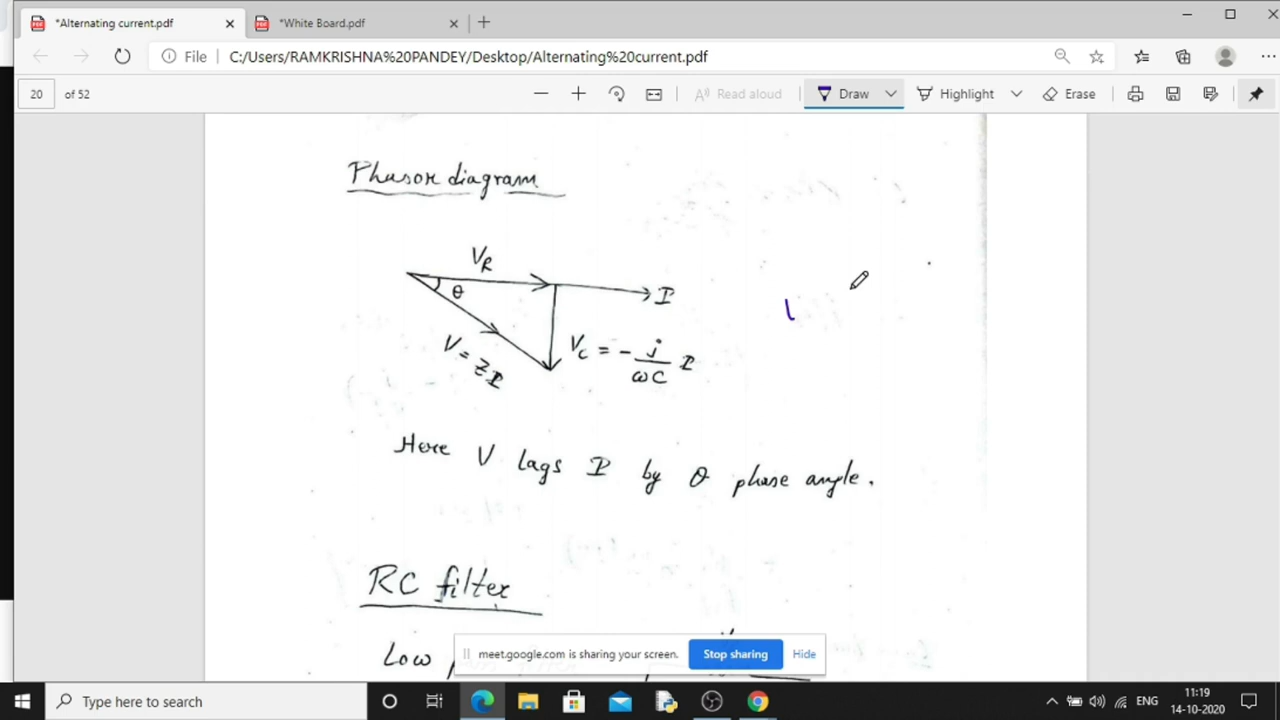 *Alternating current.pdf
*White Board.pdf
File C:/Users/RAMKRISHNA%20PANDEY/Desktop/Alternating%20current.pdf
20 of 52
Read aloud
Draw
Highlight
Erase
Phasor diagram
V_R
I
θ
V = ZI
V_C = - j/ωC I
Here V lags I by θ phase angle.
RC filter
Low
meet.google.com is sharing your screen. Stop sharing Hide
Type here to search
ENG
11:19
14-10-2020